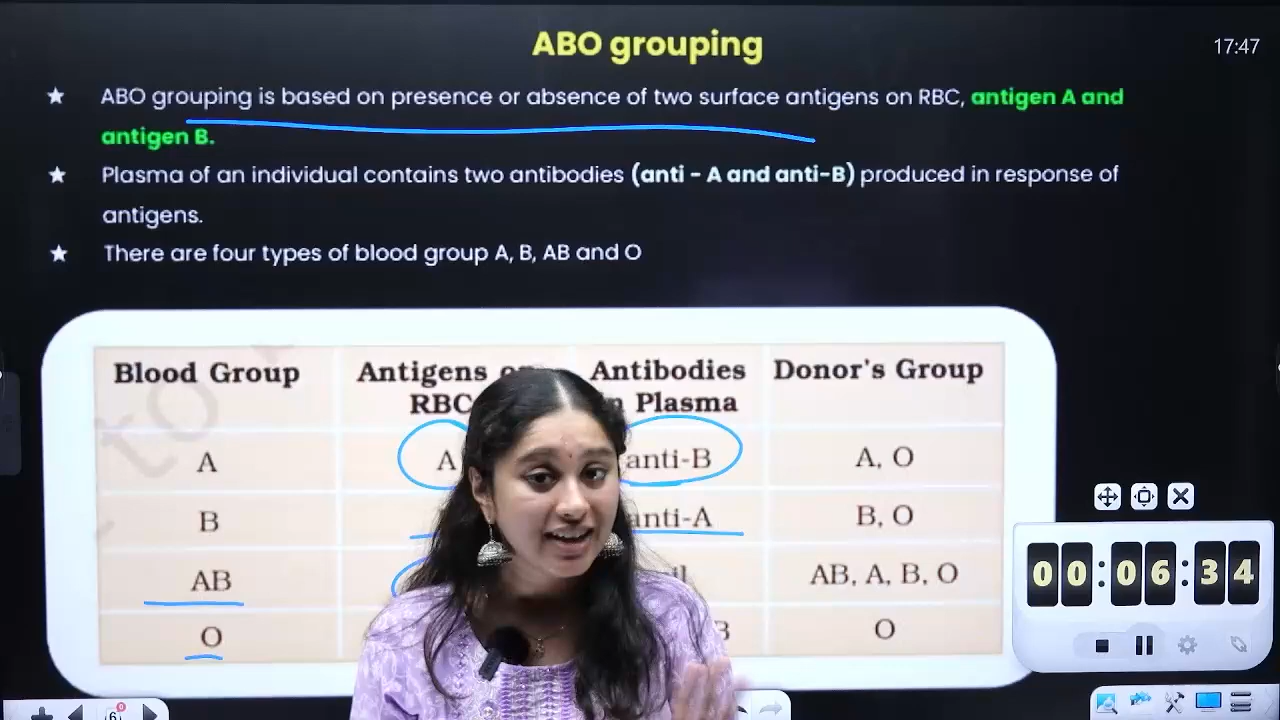 ABO grouping
17:47
★ ABO grouping is based on presence or absence of two surface antigens on RBC, antigen A and
antigen B.
★ Plasma of an individual contains two antibodies (anti - A and anti-B) produced in response of
antigens.
★ There are four types of blood group A, B, AB and O
Blood Group Antigens Antibodies Donor's Group
RBC Plasma
A A anti-B A, O
B anti-A B, O
AB AB, A, B, O
O B O
00:06:34
6